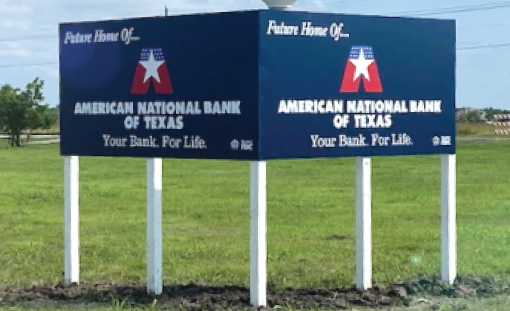 Future Home Of....
AMERICAN NATIONAL BANK
OF TEXAS
Your Bank. For Life.
Future Home Of....
AMERICAN NATIONAL BANK
OF TEXAS
Your Bank. For Life.